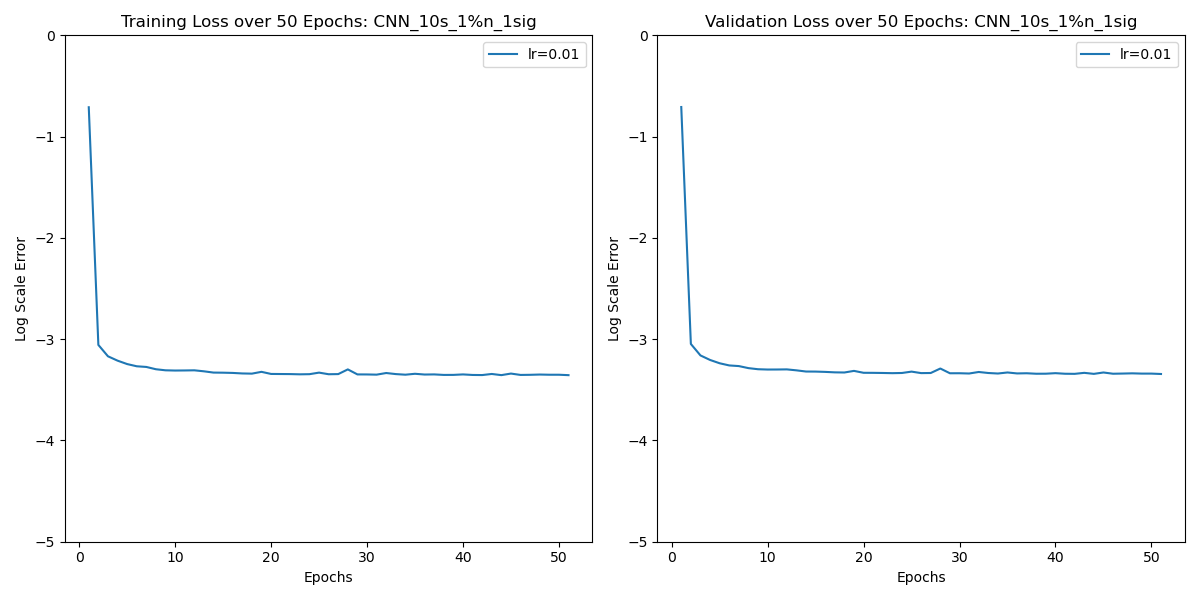 Training Loss over 50 Epochs: CNN_10s_1%n_1sig
lr=0.01
0
−1
−2
−3
−4
−5
Log Scale Error
0 10 20 30 40 50
Epochs
Validation Loss over 50 Epochs: CNN_10s_1%n_1sig
lr=0.01
0
−1
−2
−3
−4
−5
Log Scale Error
0 10 20 30 40 50
Epochs